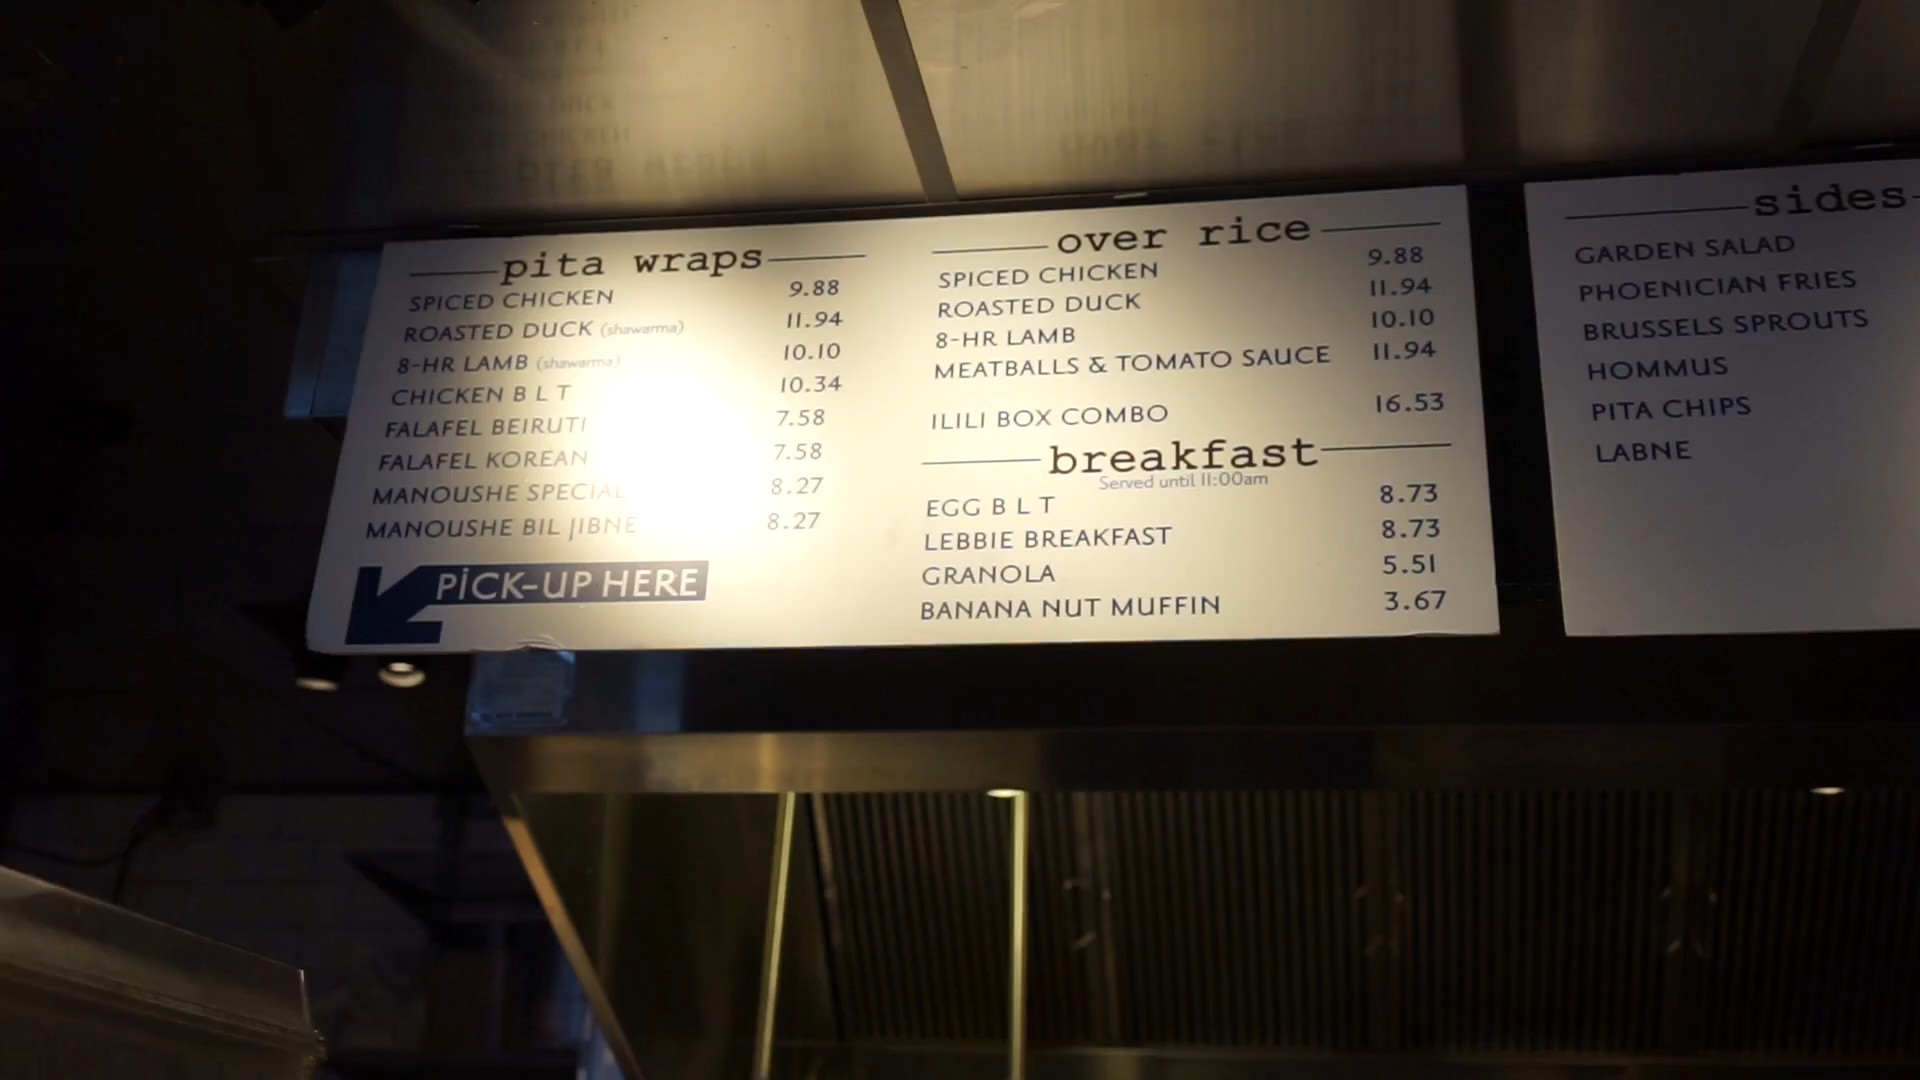 pita wraps
SPICED CHICKEN 9.88
ROASTED DUCK (shawarma) 11.94
8-HR LAMB (shawarma) 10.10
CHICKEN B L T 10.34
FALAFEL BEIRUTI 7.58
FALAFEL KOREAN 7.58
MANOUSHE SPECIAL 8.27
MANOUSHE BIL JIBNE 8.27
PICK-UP HERE
over rice
SPICED CHICKEN 9.88
ROASTED DUCK 11.94
8-HR LAMB 10.10
MEATBALLS & TOMATO SAUCE 11.94
ILILI BOX COMBO 16.53
breakfast
Served until 11:00am
EGG B L T 8.73
LEBBIE BREAKFAST 8.73
GRANOLA 5.51
BANANA NUT MUFFIN 3.67
sides
GARDEN SALAD
PHOENICIAN FRIES
BRUSSELS SPROUTS
HOMMUS
PITA CHIPS
LABNE